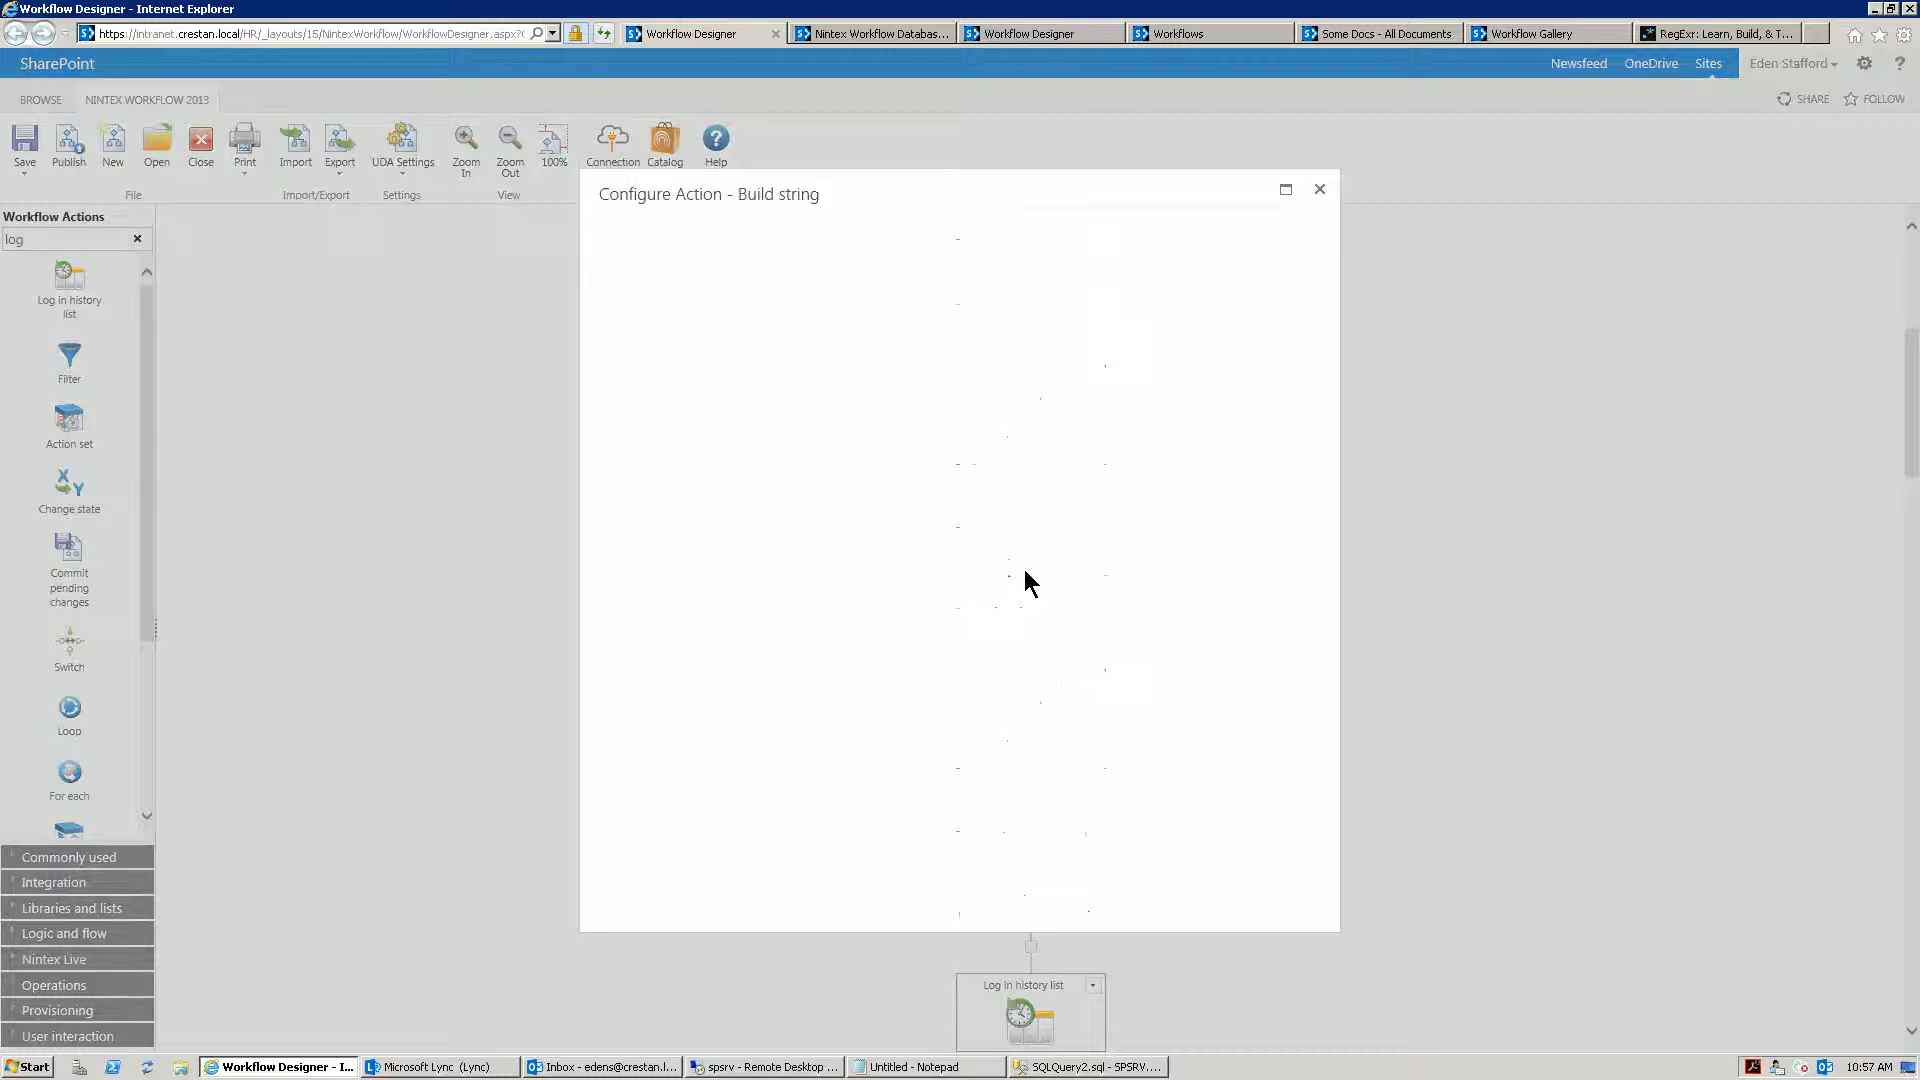 Workflow Designer - Internet Explorer
https://intranet.crestan.local/HR/_layouts/15/NintexWorkflow/WorkflowDesigner.aspx?(
Workflow Designer
Nintex Workflow Databas...
Workflow Designer
Workflows
Some Docs - All Documents
Workflow Gallery
RegExr: Learn, Build, & T...
SharePoint
Newsfeed
OneDrive
Sites
Eden Stafford
?
BROWSE
NINTEX WORKFLOW 2013
SHARE
FOLLOW
Save
Publish
New
Open
Close
Print
Import
Export
UDA Settings
Zoom In
Zoom Out
100%
Connection
Catalog
Help
File
Import/Export
Settings
View
Workflow Actions
log
Configure Action - Build string
Log in history
list
Filter
Action set
Change state
Commit
pending
changes
Switch
Loop
For each
Commonly used
Integration
Libraries and lists
Logic and flow
Nintex Live
Operations
Provisioning
User interaction
Log in history list
Start
Workflow Designer - I...
Microsoft Lync (Lync)
Inbox - edens@crestan.l...
spsrv - Remote Desktop ...
Untitled - Notepad
SQLQuery2.sql - SPSRV....
10:57 AM